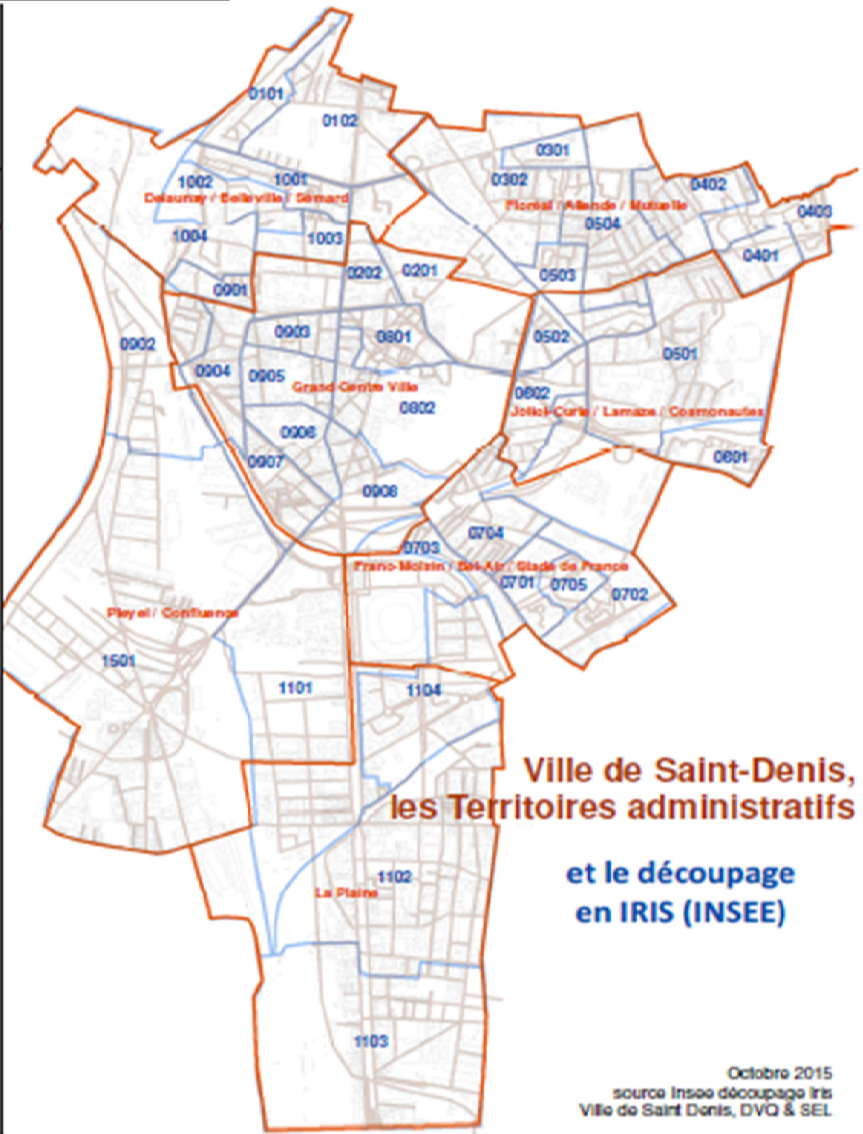 0101
0102
0301
1002
1001
0302
0402
Delaunay / Belleville / Sémard
Floréal / Allende / Mutuelle
0403
0504
1004
1003
0401
0202
0201
0503
0901
0903
0801
0502
0902
0501
0904
0905
Grand Centre Ville
0602
0802
Joliot-Curie / Lamaze / Cosmonautes
0906
0601
0907
0908
0704
0703
Franc-Moisin / Bel-Air / Stade de France
0701
0705
0702
Pleyel / Confluence
1501
1101
1104
Ville de Saint-Denis,
les Territoires administratifs
et le découpage
1102
La Plaine
en IRIS (INSEE)
1103
Octobre 2015
source Insee découpage Iris
Ville de Saint Denis, DVQ & SEL